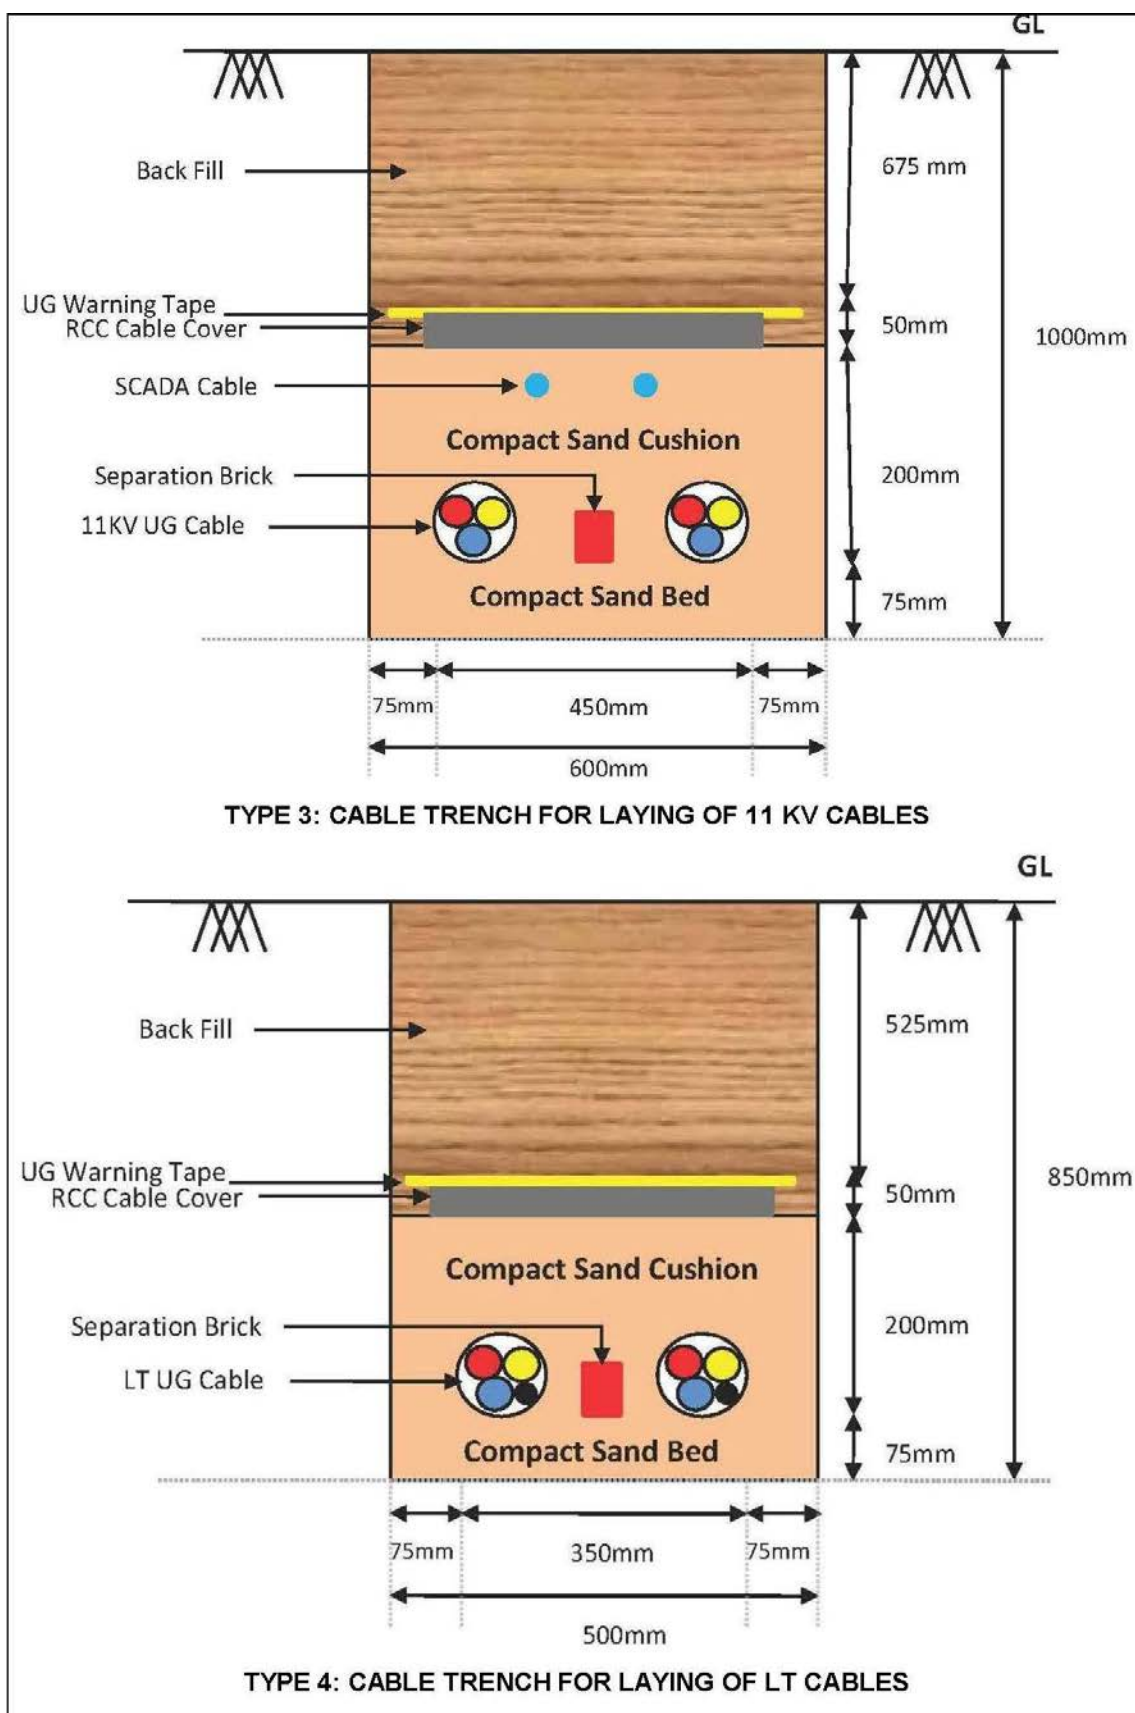 GL
Back Fill
675 mm
UG Warning Tape
RCC Cable Cover
50mm
1000mm
SCADA Cable
Compact Sand Cushion
Separation Brick
200mm
11KV UG Cable
Compact Sand Bed
75mm
75mm 450mm 75mm
600mm
TYPE 3: CABLE TRENCH FOR LAYING OF 11 KV CABLES
GL
Back Fill
525mm
UG Warning Tape
RCC Cable Cover
50mm
850mm
Compact Sand Cushion
Separation Brick
200mm
LT UG Cable
Compact Sand Bed
75mm
75mm 350mm 75mm
500mm
TYPE 4: CABLE TRENCH FOR LAYING OF LT CABLES